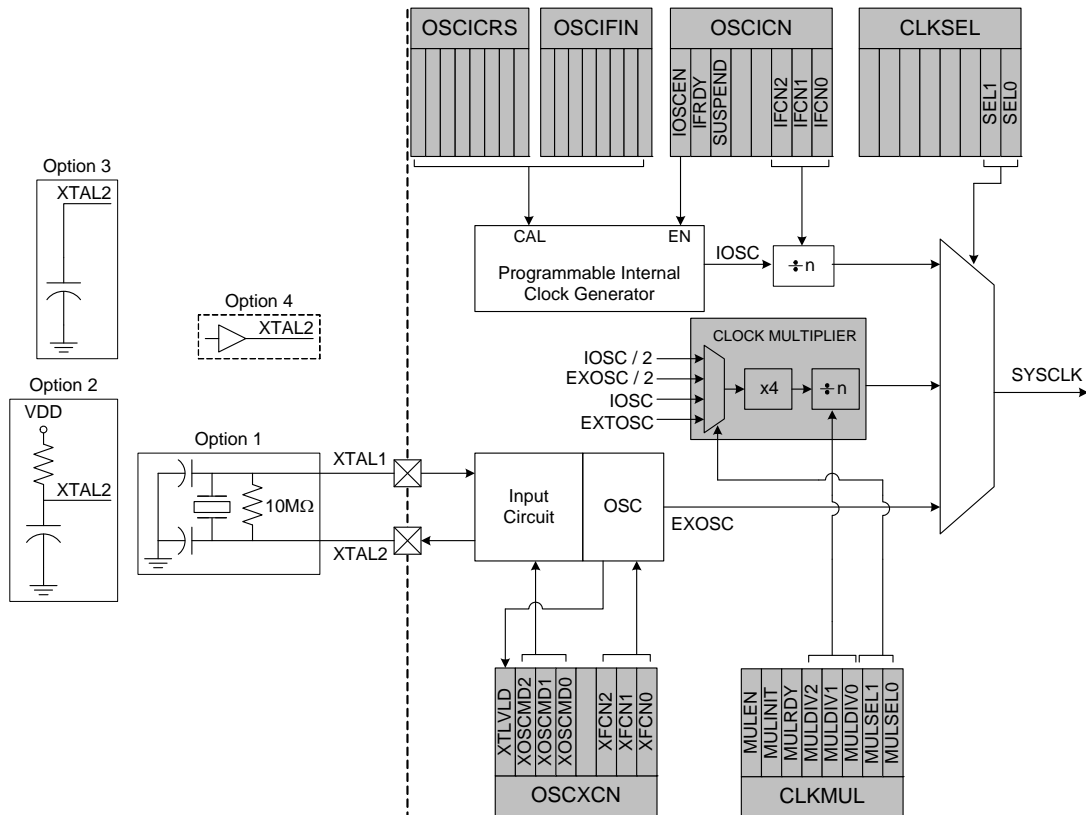 OSCICRS
OSCIFIN
OSCICN
CLKSEL
IOSCEN
IFRDY
SUSPEND
IFCN2
IFCN1
IFCN0
SEL1
SEL0
Option 3
XTAL2
Option 4
XTAL2
Option 2
VDD
XTAL2
Option 1
10MΩ
XTAL1
XTAL2
CAL
EN
Programmable Internal
Clock Generator
IOSC
÷n
CLOCK MULTIPLIER
IOSC / 2
EXOSC / 2
IOSC
EXTOSC
x4
÷n
SYSCLK
Input
Circuit
OSC
EXOSC
XTLVLD
XOSCMD2
XOSCMD1
XOSCMD0
XFCN2
XFCN1
XFCN0
OSCXCN
MULEN
MULINIT
MULRDY
MULDIV2
MULDIV1
MULDIV0
MULSEL1
MULSEL0
CLKMUL